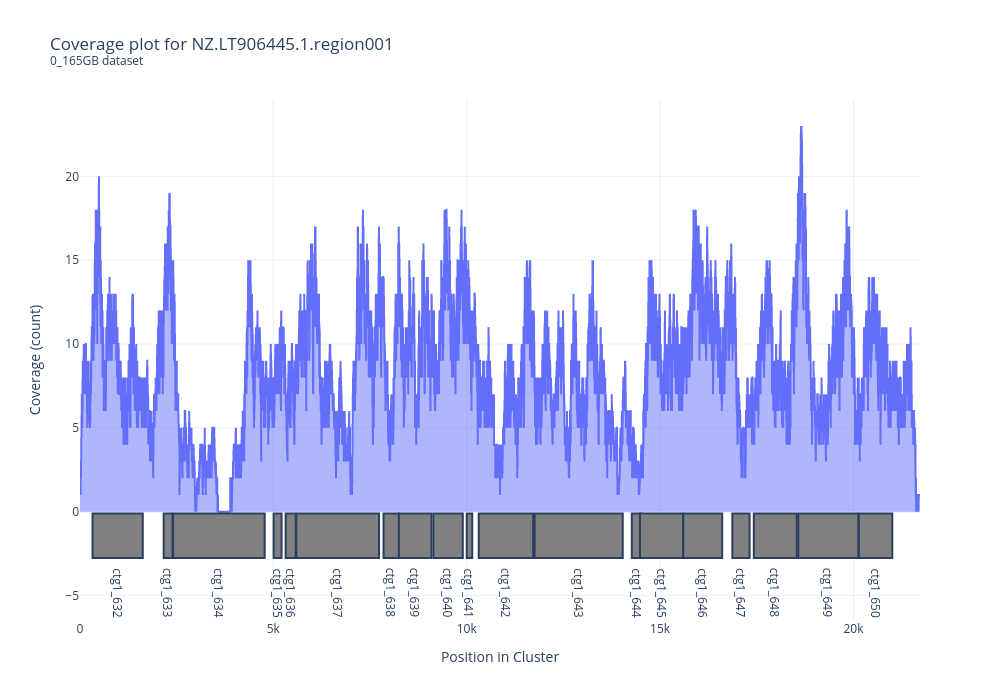 Coverage plot for NZ.LT906445.1.region001
0_165GB dataset
20
15
10
5
0
−5
Coverage (count)
ctg1_632
ctg1_633
ctg1_634
ctg1_635
ctg1_636
ctg1_637
ctg1_638
ctg1_639
ctg1_640
ctg1_641
ctg1_642
ctg1_643
ctg1_644
ctg1_645
ctg1_646
ctg1_647
ctg1_648
ctg1_649
ctg1_650
0
5k
10k
15k
20k
Position in Cluster